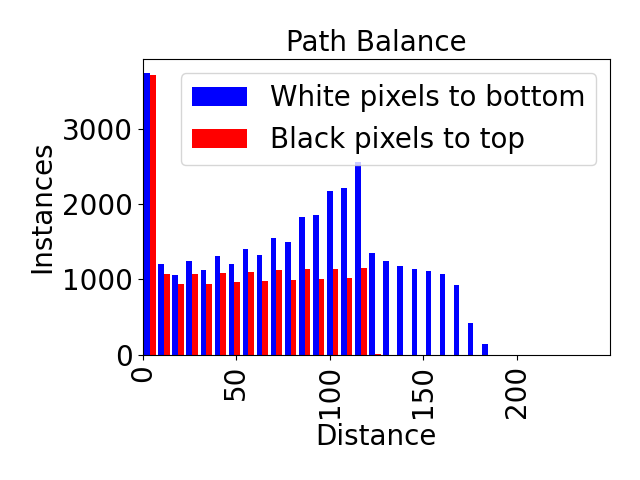 Path Balance
White pixels to bottom
Black pixels to top
Instances
3000
2000
1000
0
0
50
100
150
200
Distance